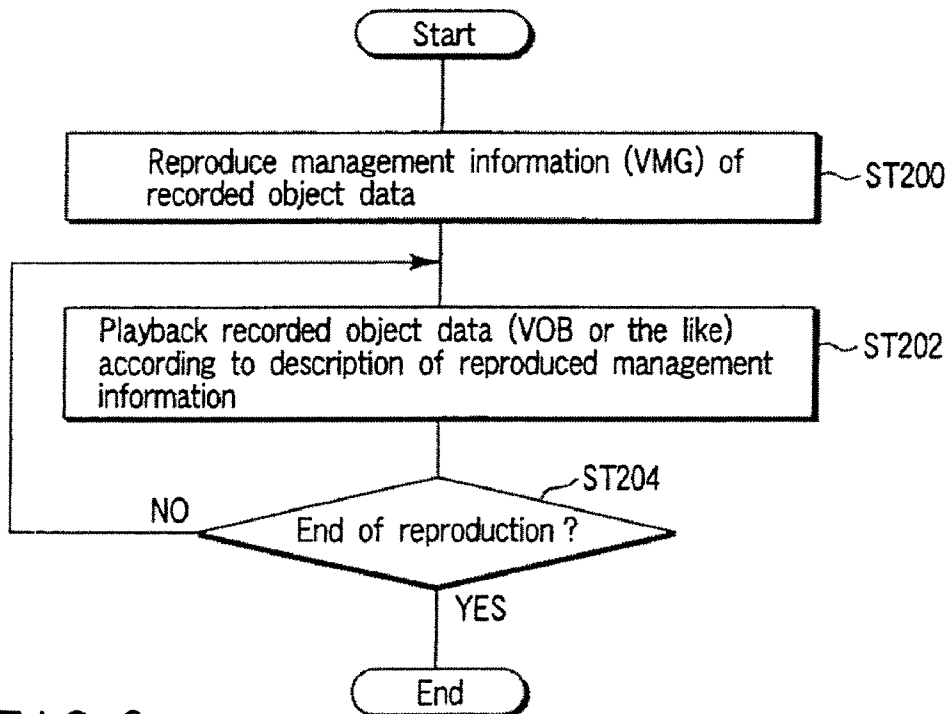 Start
Reproduce management information (VMG) of
recorded object data
ST200
Playback recorded object data (VOB or the like)
according to description of reproduced management
information
ST202
ST204
NO
End of reproduction ?
YES
End